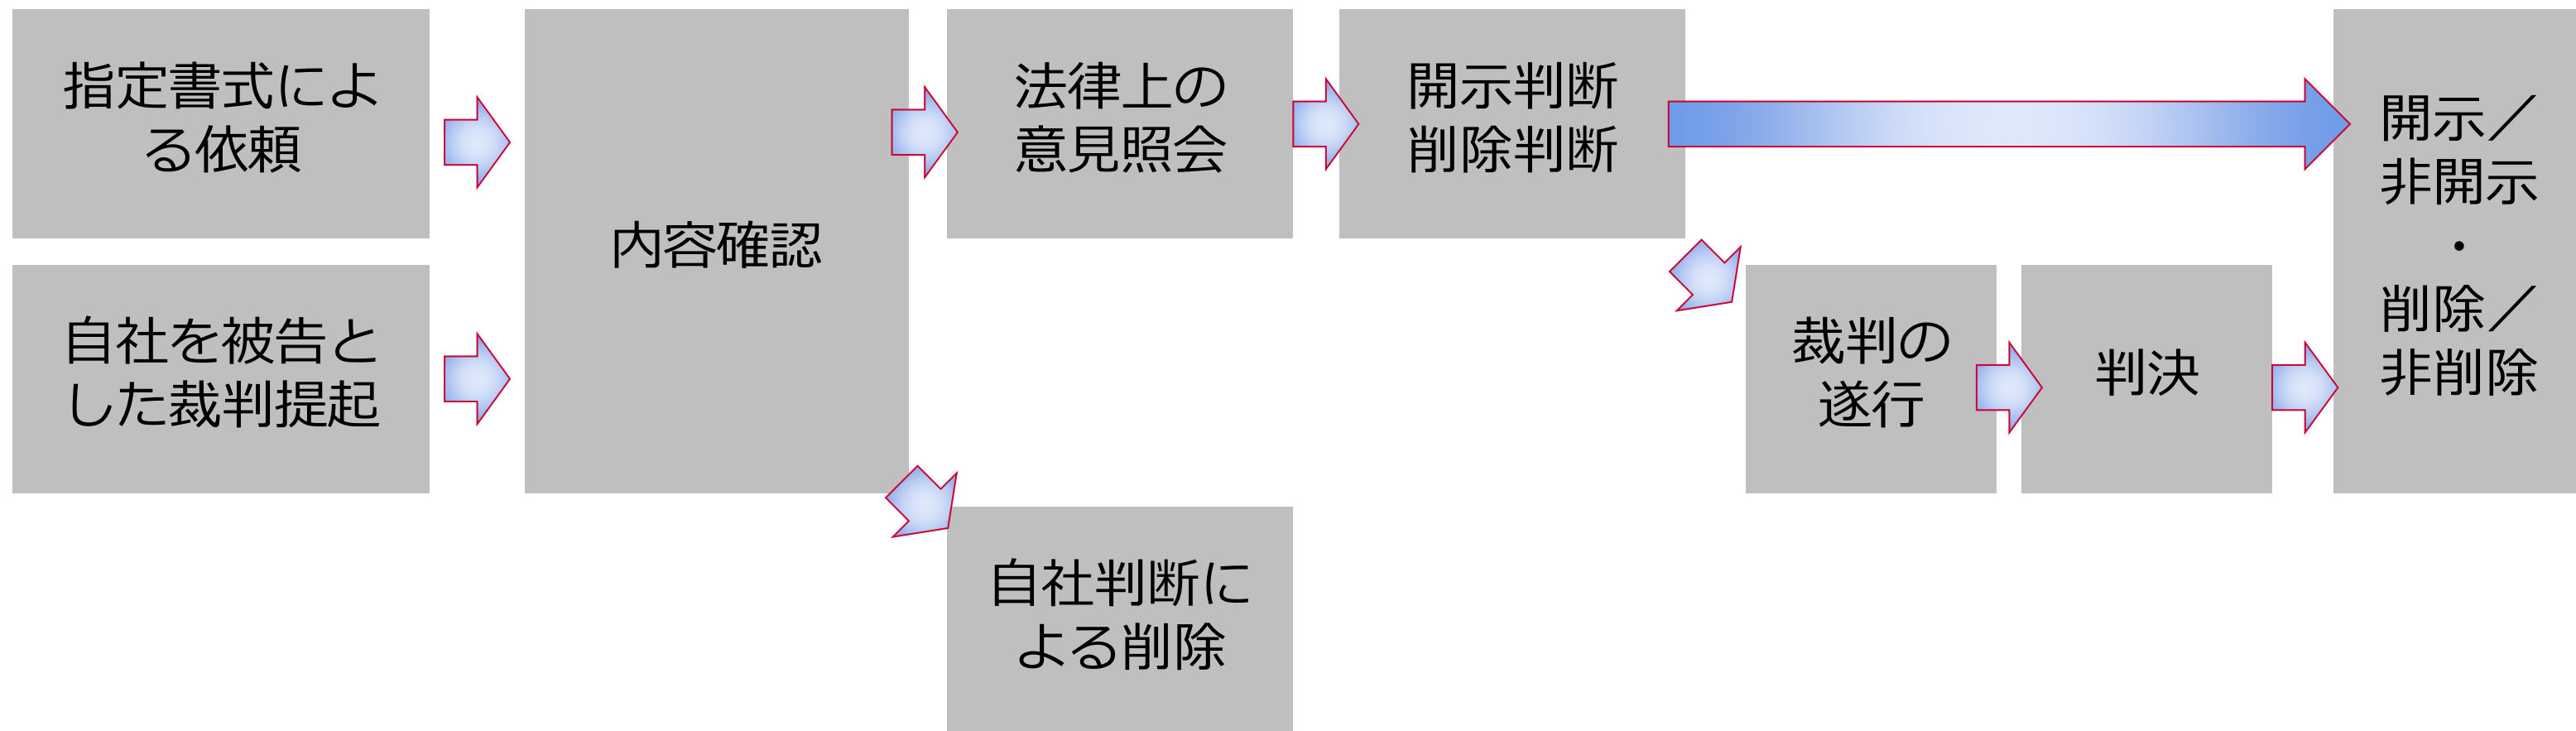 指定書式によ
る依頼
自社を被告と
した裁判提起
内容確認
法律上の
意見照会
自社判断に
よる削除
開示判断
削除判断
裁判の
遂行
判決
開示／
非開示
・
削除／
非削除